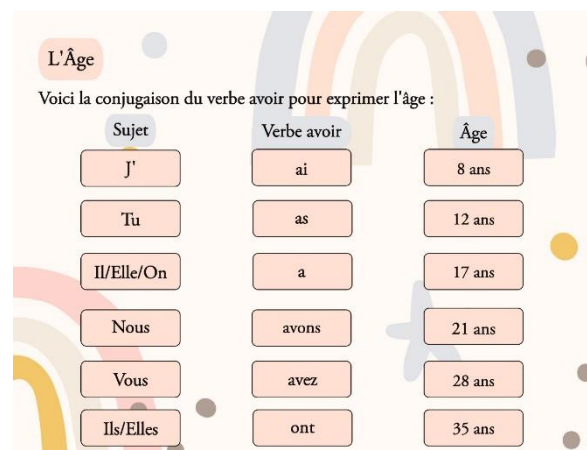 L'Âge
Voici la conjugaison du verbe avoir pour exprimer l'âge :
Sujet Verbe avoir Âge
J' ai 8 ans
Tu as 12 ans
Il/Elle/On a 17 ans
Nous avons 21 ans
Vous avez 28 ans
Ils/Elles ont 35 ans